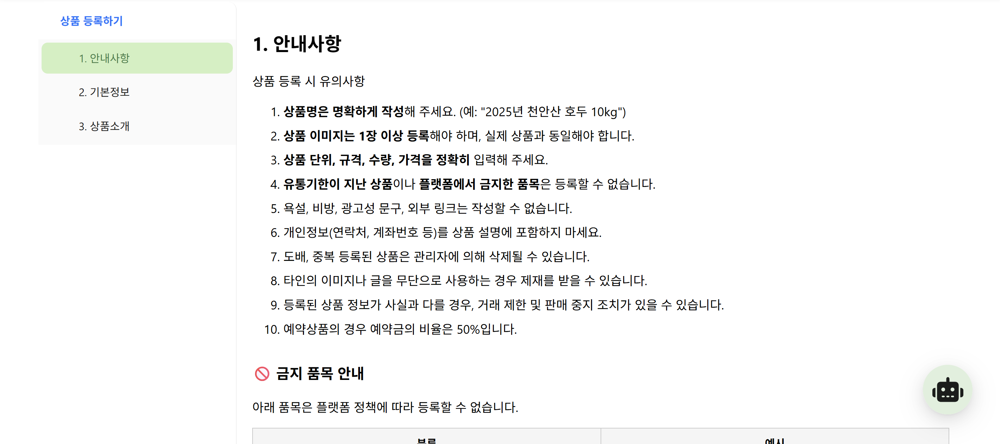 상품 등록하기
1. 안내사항
2. 기본정보
3. 상품소개
1. 안내사항
상품 등록 시 유의사항
1. 상품명은 명확하게 작성해 주세요. (예: "2025년 천안산 호두 10kg")
2. 상품 이미지는 1장 이상 등록해야 하며, 실제 상품과 동일해야 합니다.
3. 상품 단위, 규격, 수량, 가격을 정확히 입력해 주세요.
4. 유통기한이 지난 상품이나 플랫폼에서 금지한 품목은 등록할 수 없습니다.
5. 욕설, 비방, 광고성 문구, 외부 링크는 작성할 수 없습니다.
6. 개인정보(연락처, 계좌번호 등)를 상품 설명에 포함하지 마세요.
7. 도배, 중복 등록된 상품은 관리자에 의해 삭제될 수 있습니다.
8. 타인의 이미지나 글을 무단으로 사용하는 경우 제재를 받을 수 있습니다.
9. 등록된 상품 정보가 사실과 다를 경우, 거래 제한 및 판매 중지 조치가 있을 수 있습니다.
10. 예약상품의 경우 예약금의 비율은 50%입니다.
금지 품목 안내
아래 품목은 플랫폼 정책에 따라 등록할 수 없습니다.